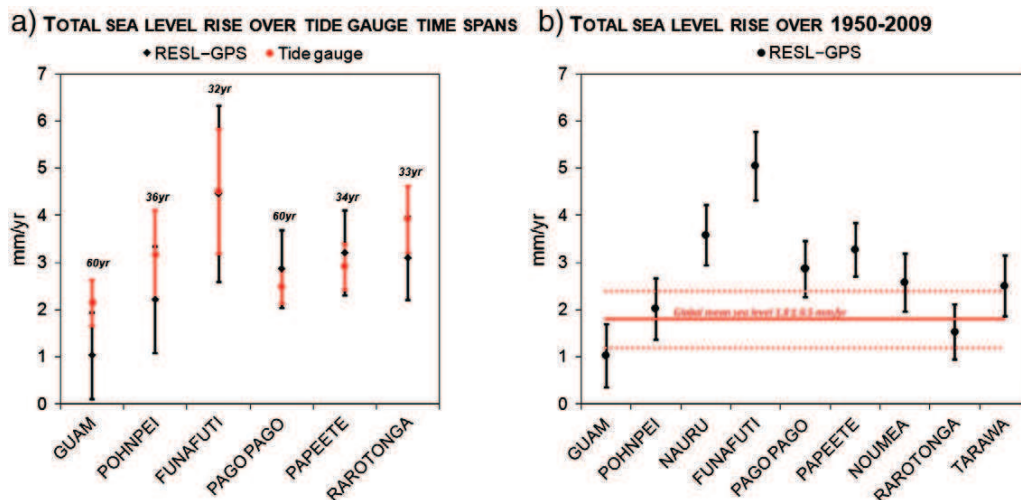 a) TOTAL SEA LEVEL RISE OVER TIDE GAUGE TIME SPANS
RESL–GPS Tide gauge
7
6
5
4
3
2
1
0
mm/yr
60yr
36yr
32yr
60yr
34yr
33yr
GUAM
POHNPEI
FUNAFUTI
PAGO PAGO
PAPEETE
RAROTONGA
b) TOTAL SEA LEVEL RISE OVER 1950-2009
RESL–GPS
7
6
5
4
3
2
1
0
mm/yr
Global mean sea level 1.8 ± 0.5 mm/yr
GUAM
POHNPEI
NAURU
FUNAFUTI
PAGO PAGO
PAPEETE
NOUMEA
RAROTONGA
TARAWA